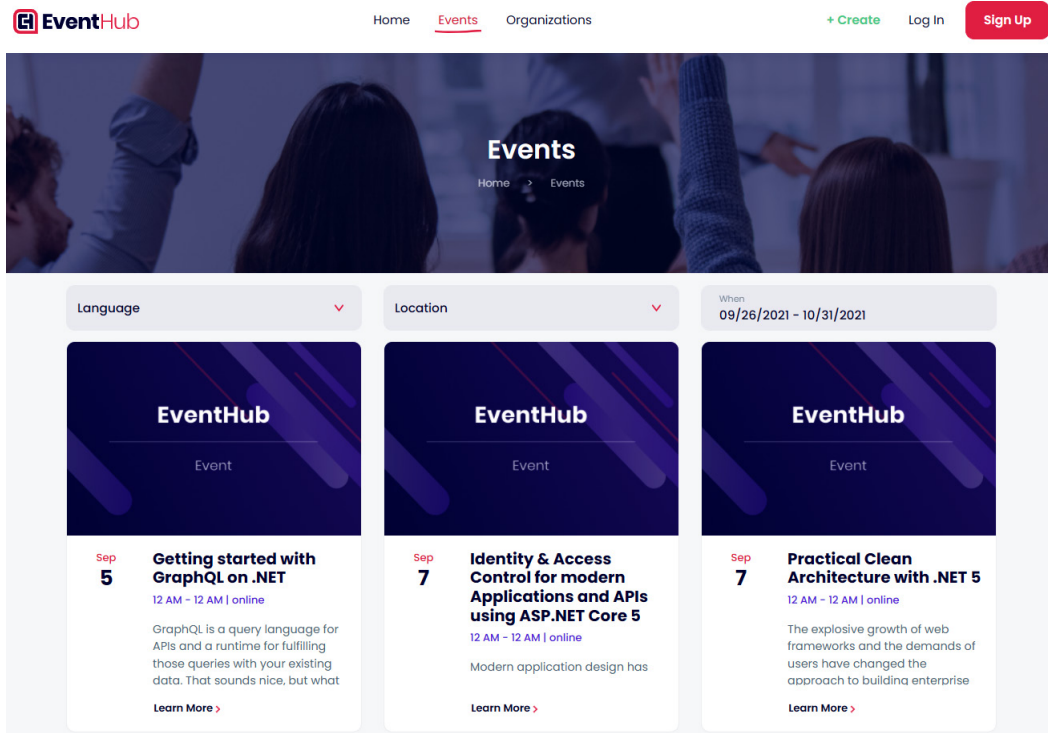 EventHub
Home Events Organizations
+ Create Log In Sign Up
Events
Home > Events
Language
Location
When
09/26/2021 - 10/31/2021
EventHub
Event
EventHub
Event
EventHub
Event
Sep
5
Getting started with
GraphQL on .NET
12 AM - 12 AM | online
GraphQL is a query language for
APIs and a runtime for fulfilling
those queries with your existing
data. That sounds nice, but what
Learn More >
Sep
7
Identity & Access
Control for modern
Applications and APIs
using ASP.NET Core 5
12 AM - 12 AM | online
Modern application design has
Learn More >
Sep
7
Practical Clean
Architecture with .NET 5
12 AM - 12 AM | online
The explosive growth of web
frameworks and the demands of
users have changed the
approach to building enterprise
Learn More >